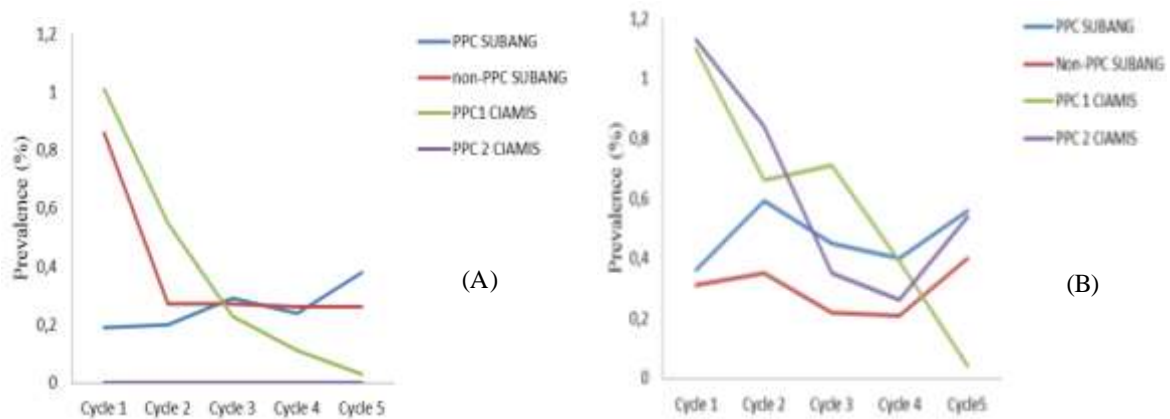 1,2
1
0,8
0,6
0,4
0,2
0
Prevalence (%)
Cycle 1 Cycle 2 Cycle 3 Cycle 4 Cycle 5
PPC SUBANG
non-PPC SUBANG
PPC1 CIAMIS
PPC 2 CIAMIS
(A)
1,2
1
0,8
0,6
0,4
0,2
0
Prevalence (%)
Cycle 1 Cycle 2 Cycle 3 Cycle 4 Cycle5
PPC SUBANG
Non-PPC SUBANG
PPC 1 CIAMIS
PPC 2 CIAMIS
(B)